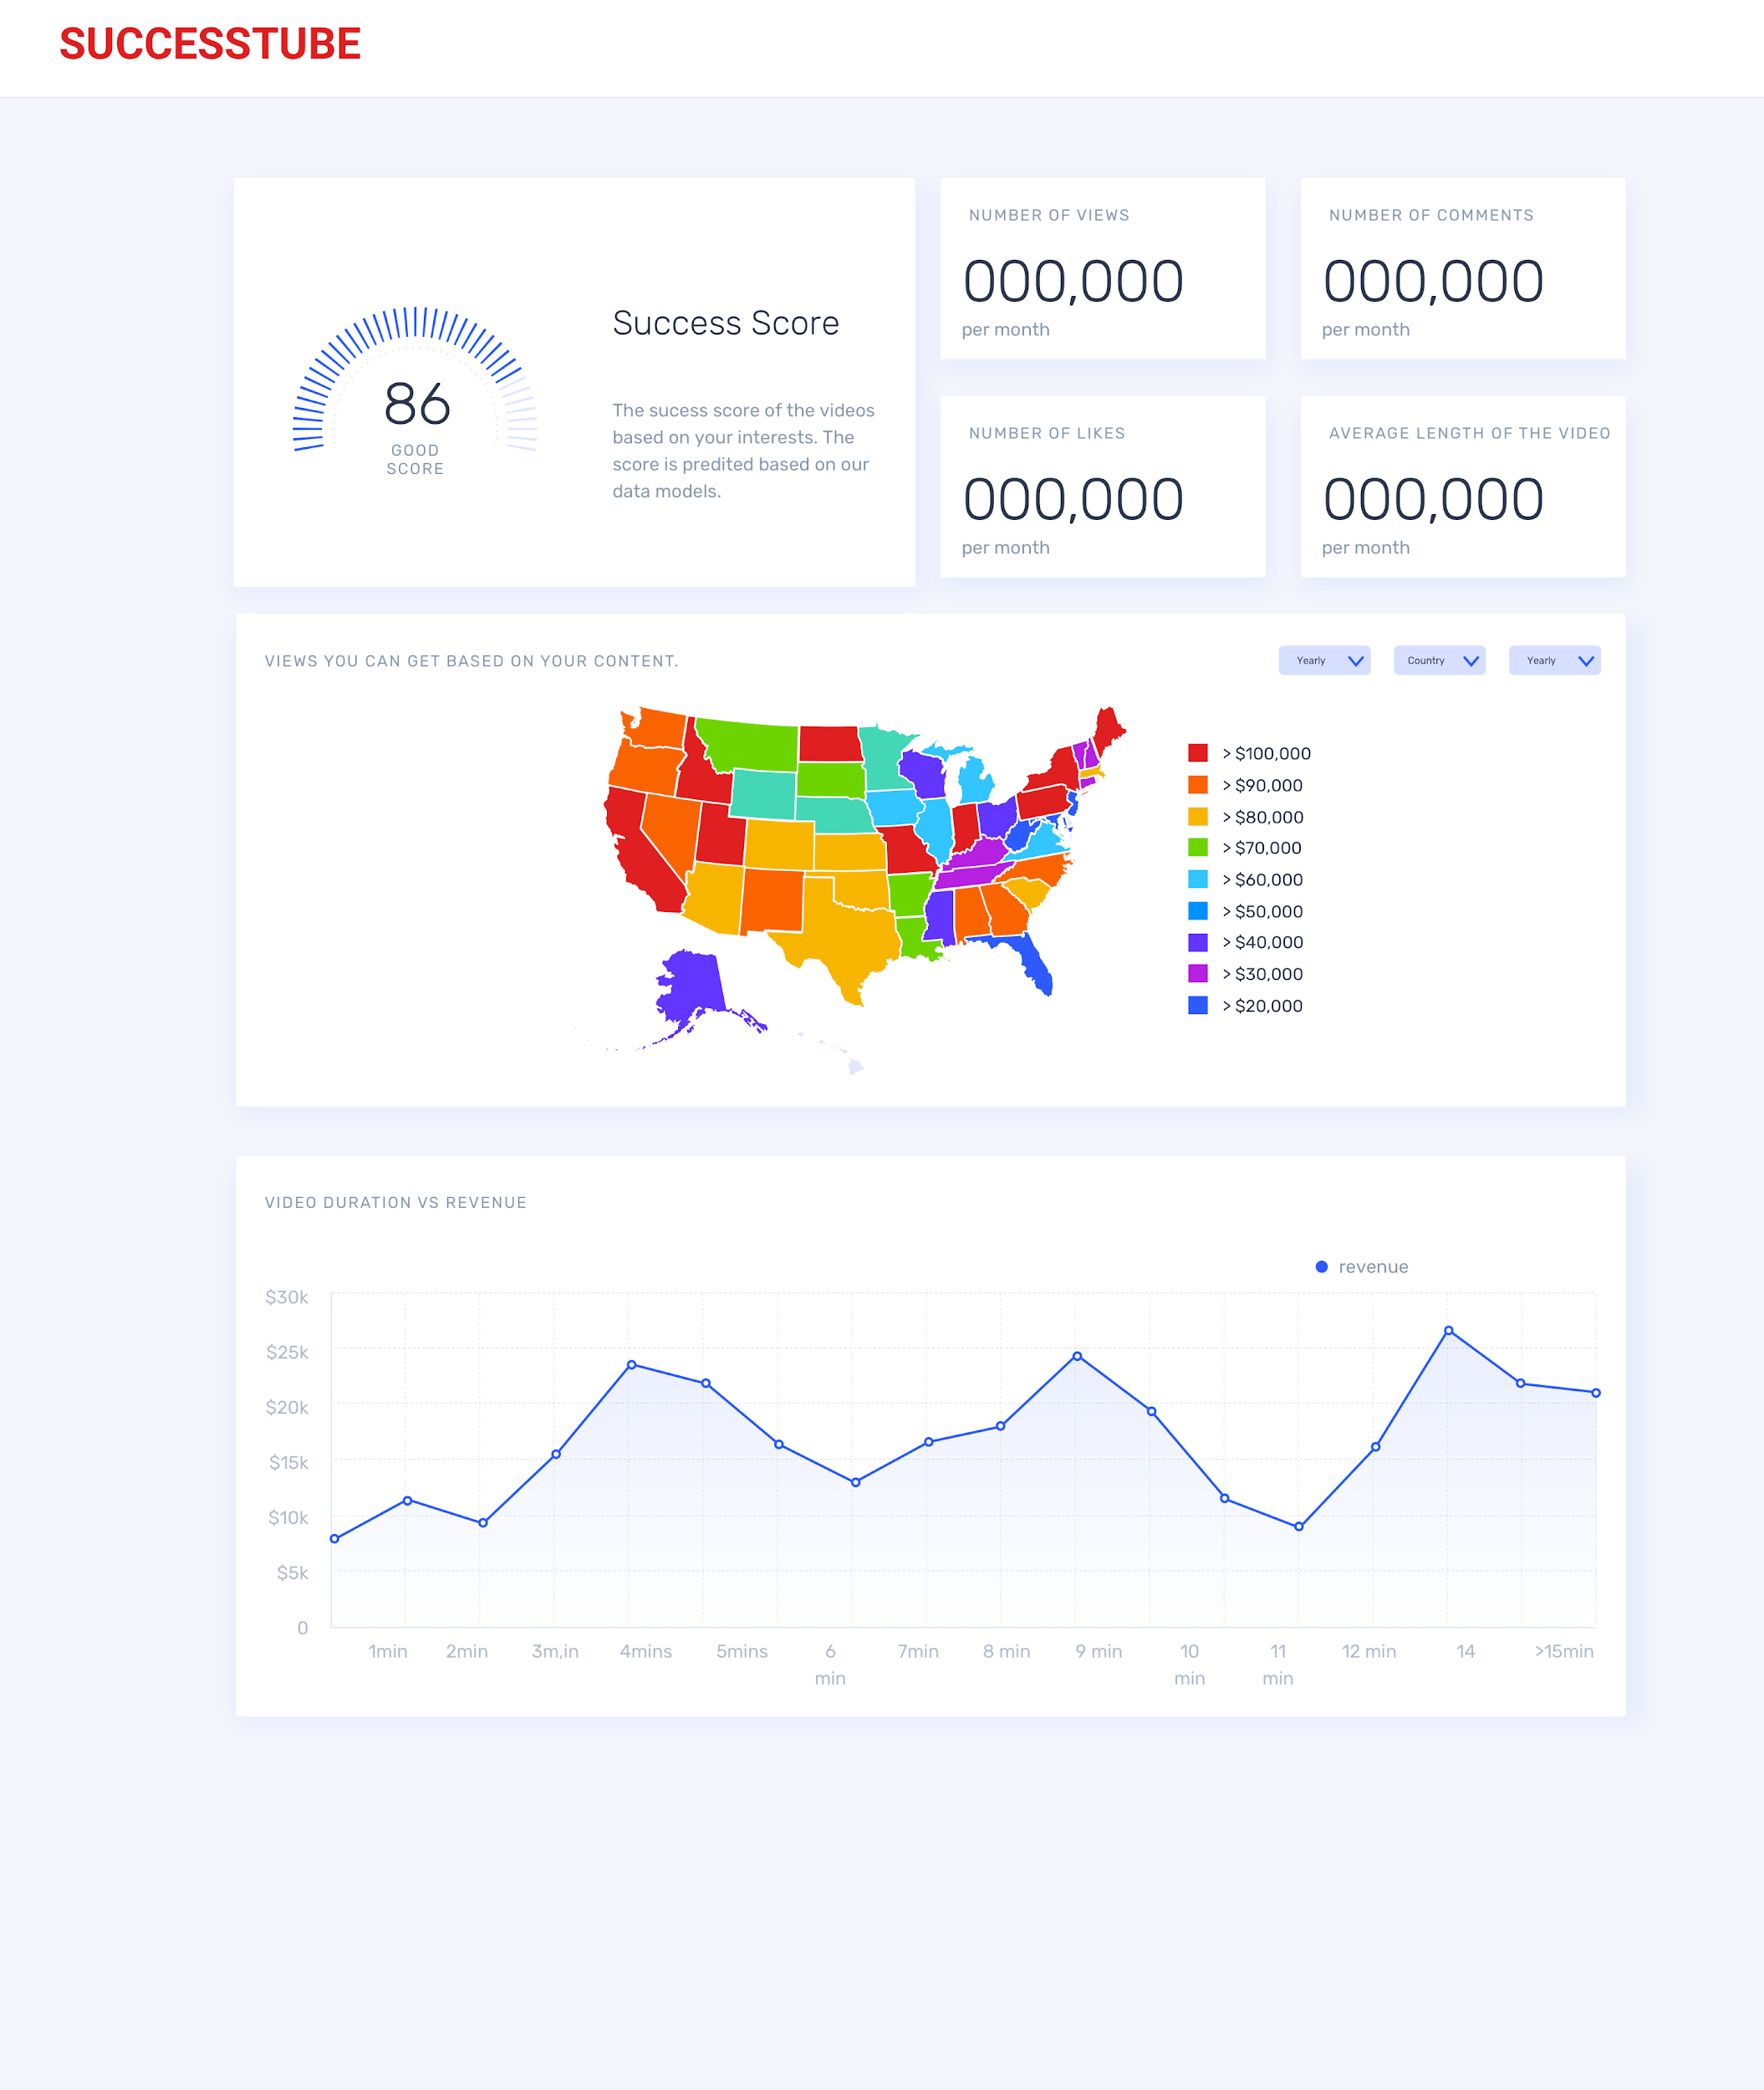 SUCCESSTUBE
86
GOOD
SCORE
Success Score
The sucess score of the videos
based on your interests. The
score is predited based on our
data models.
NUMBER OF VIEWS
000,000
per month
NUMBER OF COMMENTS
000,000
per month
NUMBER OF LIKES
000,000
per month
AVERAGE LENGTH OF THE VIDEO
000,000
per month
VIEWS YOU CAN GET BASED ON YOUR CONTENT.
Yearly
Country
Yearly
> $100,000
> $90,000
> $80,000
> $70,000
> $60,000
> $50,000
> $40,000
> $30,000
> $20,000
VIDEO DURATION VS REVENUE
revenue
$30k
$25k
$20k
$15k
$10k
$5k
0
1min
2min
3m,in
4mins
5mins
6
min
7min
8 min
9 min
10
min
11
min
12 min
14
>15min